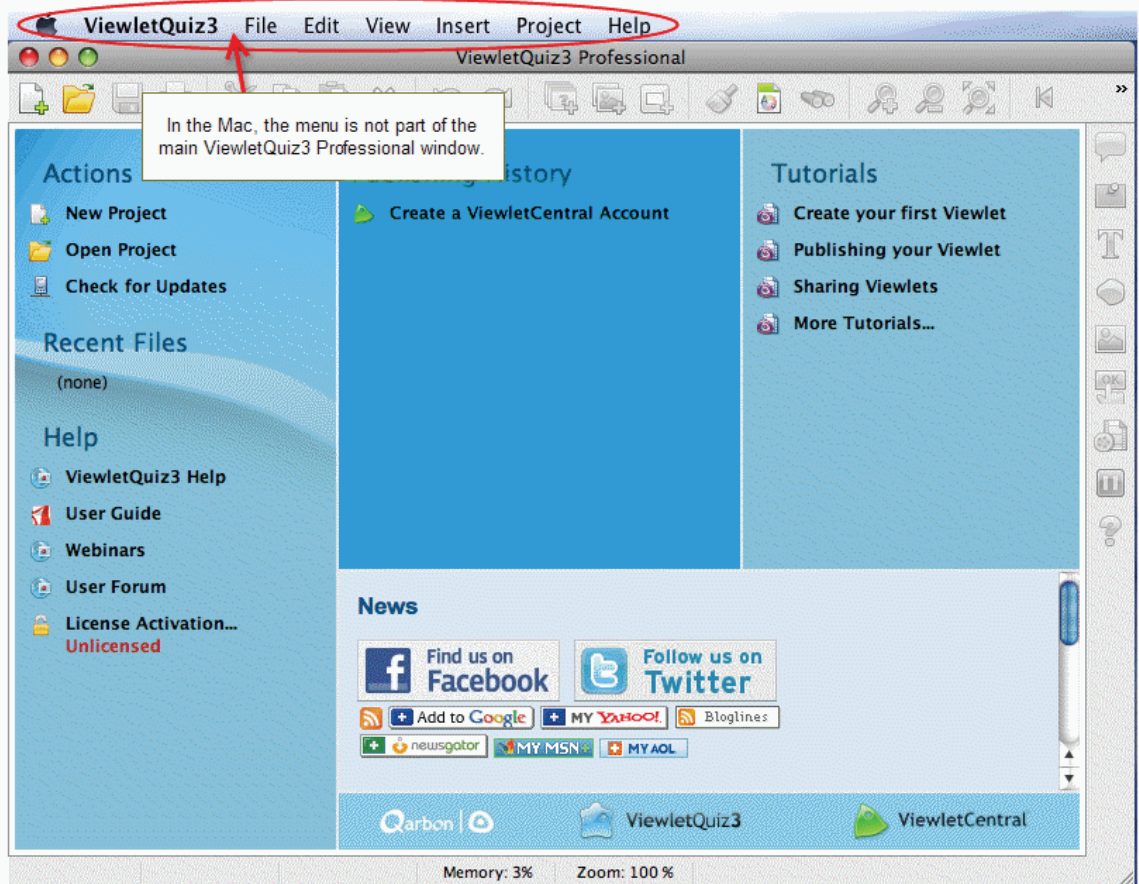 ViewletQuiz3 File Edit View Insert Project Help
ViewletQuiz3 Professional
In the Mac, the menu is not part of the
main ViewletQuiz3 Professional window.
Actions
New Project
Open Project
Check for Updates
Recent Files
(none)
Help
ViewletQuiz3 Help
User Guide
Webinars
User Forum
License Activation...
Unlicensed
History
Create a ViewletCentral Account
Tutorials
Create your first Viewlet
Publishing your Viewlet
Sharing Viewlets
More Tutorials...
OK
News
Find us on
Facebook
Follow us on
Twitter
Add to Google MY YAHOO! Bloglines
newsgator MY MSN MY AOL
Qarbon ViewletQuiz3 ViewletCentral
Memory: 3% Zoom: 100 %